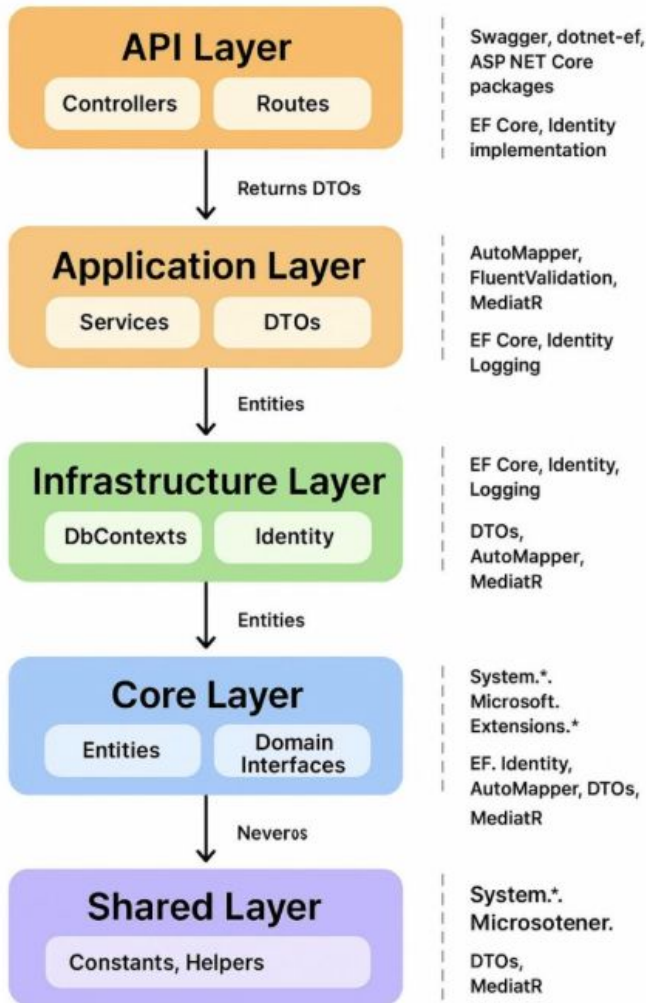 API Layer
Controllers
Routes
Swagger, dotnet-ef,
ASP NET Core
packages
EF Core, Identity
implementation
Returns DTOs
Application Layer
Services
DTOs
AutoMapper,
FluentValidation,
MediatR
EF Core, Identity
Logging
Entities
Infrastructure Layer
DbContexts
Identity
EF Core, Identity,
Logging
DTOs,
AutoMapper,
MediatR
Entities
Core Layer
Entities
Domain
Interfaces
System.*.
Microsoft.
Extensions.*
EF. Identity,
AutoMapper, DTOs,
MediatR
Neveros
Shared Layer
Constants, Helpers
System.*.
Microsotener.
DTOs,
MediatR